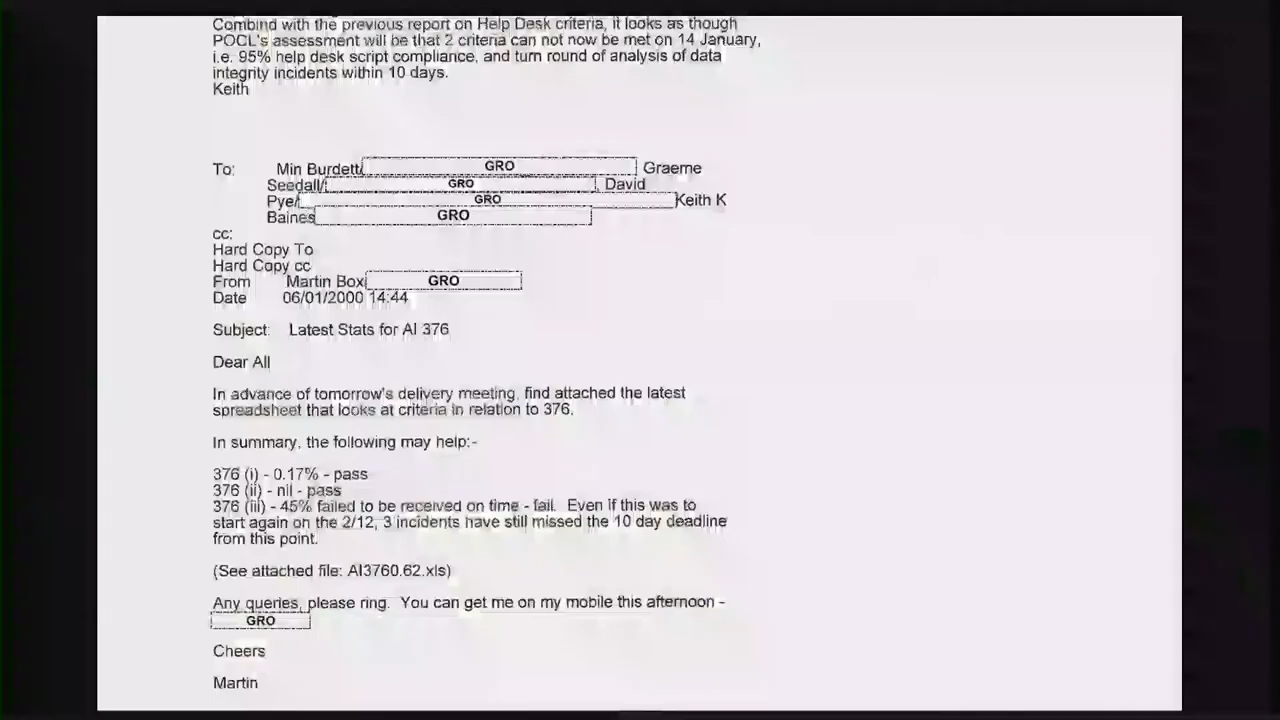 Combind with the previous report on Help Desk criteria, it looks as though
POCL's assessment will be that 2 criteria can not now be met on 14 January,
i.e. 95% help desk script compliance, and turn round of analysis of data
integrity incidents within 10 days.
Keith
To: Min Burdett/ GRO Graeme
Seedall/ GRO , David
Pye/ GRO Keith K
Baines GRO
cc:
Hard Copy To
Hard Copy cc
From Martin Box GRO
Date 06/01/2000 14:44
Subject: Latest Stats for AI 376
Dear All
In advance of tomorrow's delivery meeting, find attached the latest
spreadsheet that looks at criteria in relation to 376.
In summary, the following may help:-
376 (i) - 0.17% - pass
376 (ii) - nil - pass
376 (iii) - 45% failed to be received on time - fail. Even if this was to
start again on the 2/12, 3 incidents have still missed the 10 day deadline
from this point.
(See attached file: AI3760.62.xls)
Any queries, please ring. You can get me on my mobile this afternoon -
GRO
Cheers
Martin